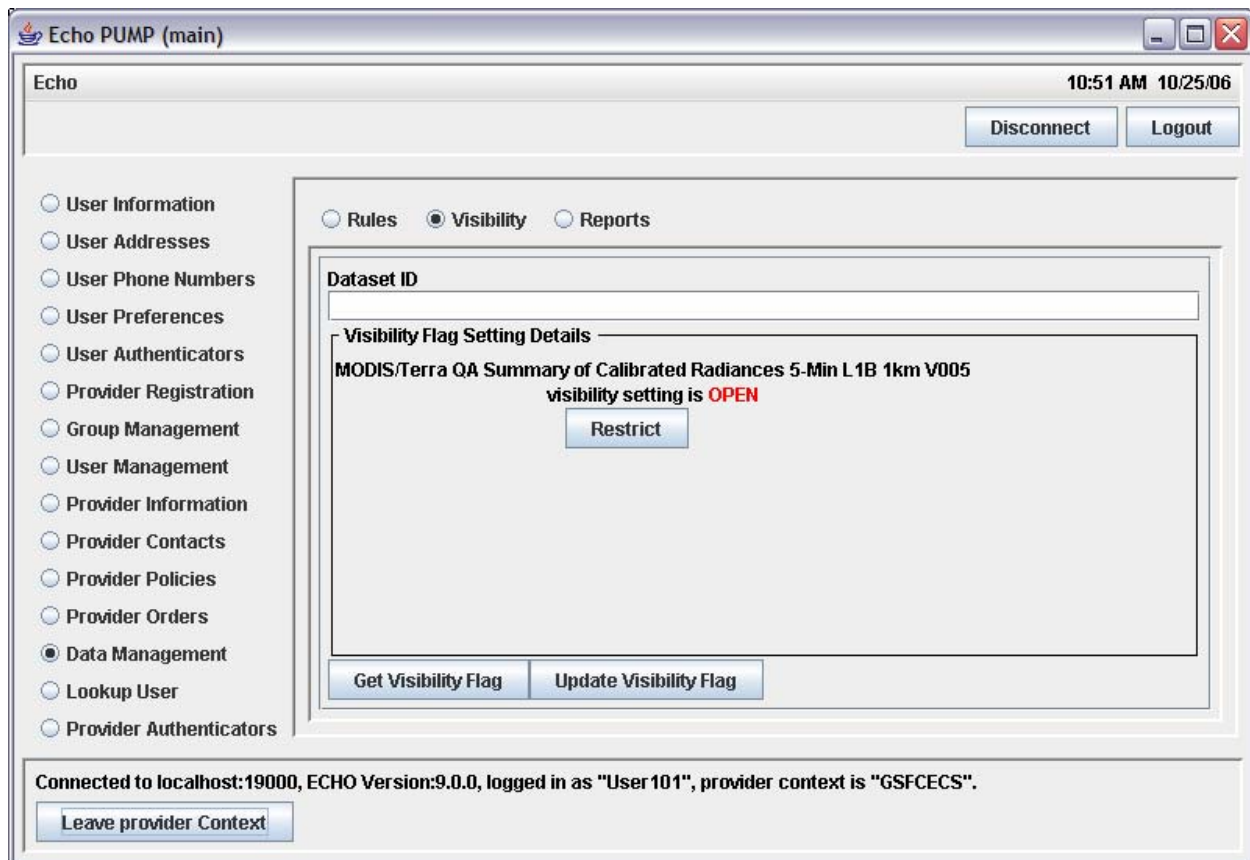 Echo PUMP (main)
Echo
10:51 AM 10/25/06
Disconnect
Logout
User Information
User Addresses
User Phone Numbers
User Preferences
User Authenticators
Provider Registration
Group Management
User Management
Provider Information
Provider Contacts
Provider Policies
Provider Orders
Data Management
Lookup User
Provider Authenticators
Rules
Visibility
Reports
Dataset ID
Visibility Flag Setting Details
MODIS/Terra QA Summary of Calibrated Radiances 5-Min L1B 1km V005
visibility setting is OPEN
Restrict
Get Visibility Flag
Update Visibility Flag
Connected to localhost:19000, ECHO Version:9.0.0, logged in as "User101", provider context is "GSFCECS".
Leave provider Context